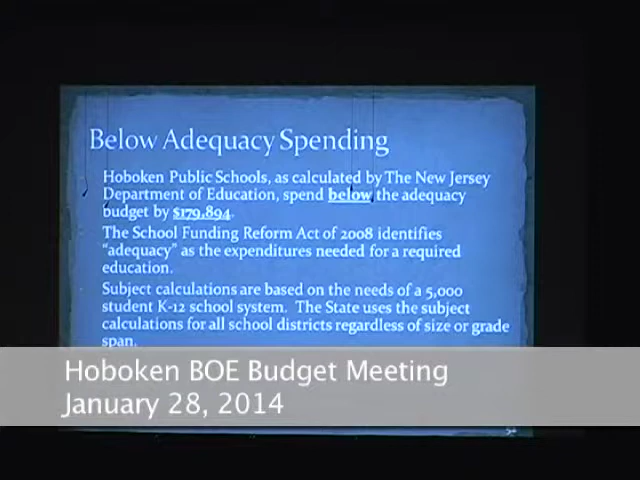 Below Adequacy Spending
Hoboken Public Schools, as calculated by The New Jersey
Department of Education, spend below the adequacy
budget by $179,894.
The School Funding Reform Act of 2008 identifies
"adequacy" as the expenditures needed for a required
education.
Subject calculations are based on the needs of a 5,000
student K-12 school system. The State uses the subject
calculations for all school districts regardless of size or grade
span.
Hoboken BOE Budget Meeting
January 28, 2014